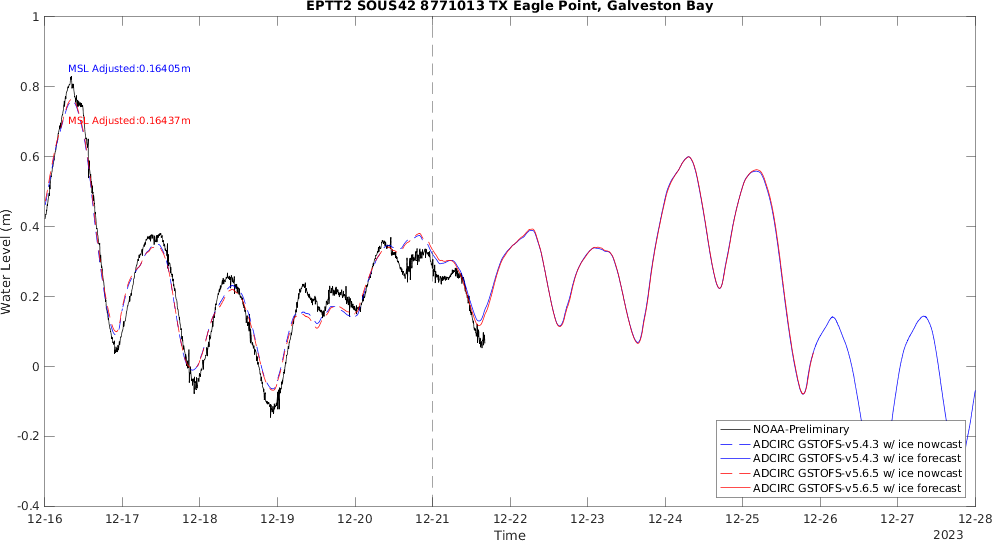 EPTT2 SOUS42 8771013 TX Eagle Point, Galveston Bay
MSL Adjusted:0.16405m
MSL Adjusted:0.16437m
Water Level (m)
1
0.8
0.6
0.4
0.2
0
-0.2
-0.4
NOAA-Preliminary
ADCIRC GSTOFS-v5.4.3 w/ ice nowcast
ADCIRC GSTOFS-v5.4.3 w/ ice forecast
ADCIRC GSTOFS-v5.6.5 w/ ice nowcast
ADCIRC GSTOFS-v5.6.5 w/ ice forecast
12-16 12-17 12-18 12-19 12-20 12-21 12-22 12-23 12-24 12-25 12-26 12-27 12-28
Time
2023